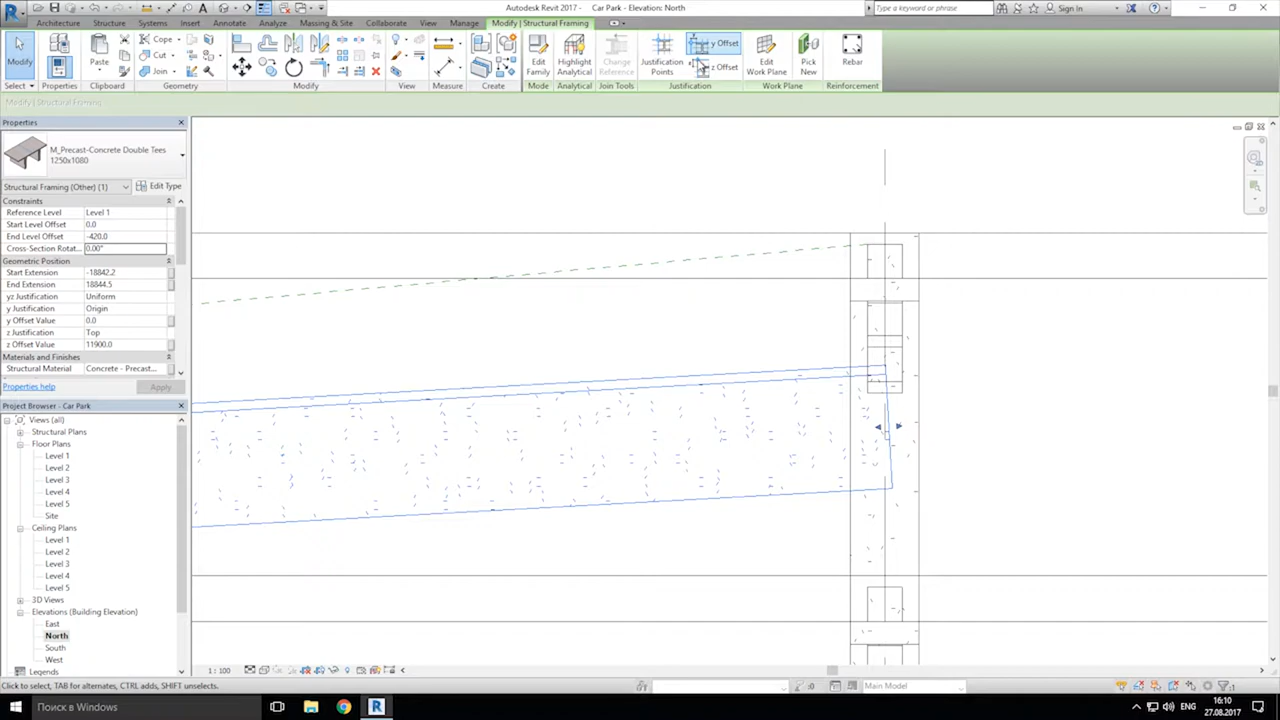 Autodesk Revit 2017 - Car Park - Elevation: North
Type a keyword or phrase
Sign In
Architecture Structure Systems Insert Annotate Analyze Massing & Site Collaborate View Manage Modify | Structural Framing
Modify
Paste
Cope
Cut
Join
Edit Family
Highlight Analytical
Change Reference
Justification Points
y Offset
z Offset
Edit Work Plane
Pick New
Rebar
Select Properties Clipboard Geometry Modify View Measure Create Mode Analytical Join Tools Justification Work Plane Reinforcement
Modify | Structural Framing
Properties
M_Precast-Concrete Double Tees
1250x1080
Structural Framing (Other) (1) Edit Type
Constraints
Reference Level Level 1
Start Level Offset 0.0
End Level Offset -420.0
Cross-Section Rotat... 0.00°
Geometric Position
Start Extension -18842.2
End Extension 18844.5
yz Justification Uniform
y Justification Origin
y Offset Value 0.0
z Justification Top
z Offset Value 11900.0
Materials and Finishes
Structural Material Concrete - Precast...
Properties help Apply
Project Browser - Car Park
Views (all)
Structural Plans
Floor Plans
Level 1
Level 2
Level 3
Level 4
Level 5
Site
Ceiling Plans
Level 1
Level 2
Level 3
Level 4
Level 5
3D Views
Elevations (Building Elevation)
East
North
South
West
Legends
1 : 100
Click to select, TAB for alternates, CTRL adds, SHIFT unselects.
:0
Main Model
:1
Поиск в Windows
ENG
16:10
27.08.2017